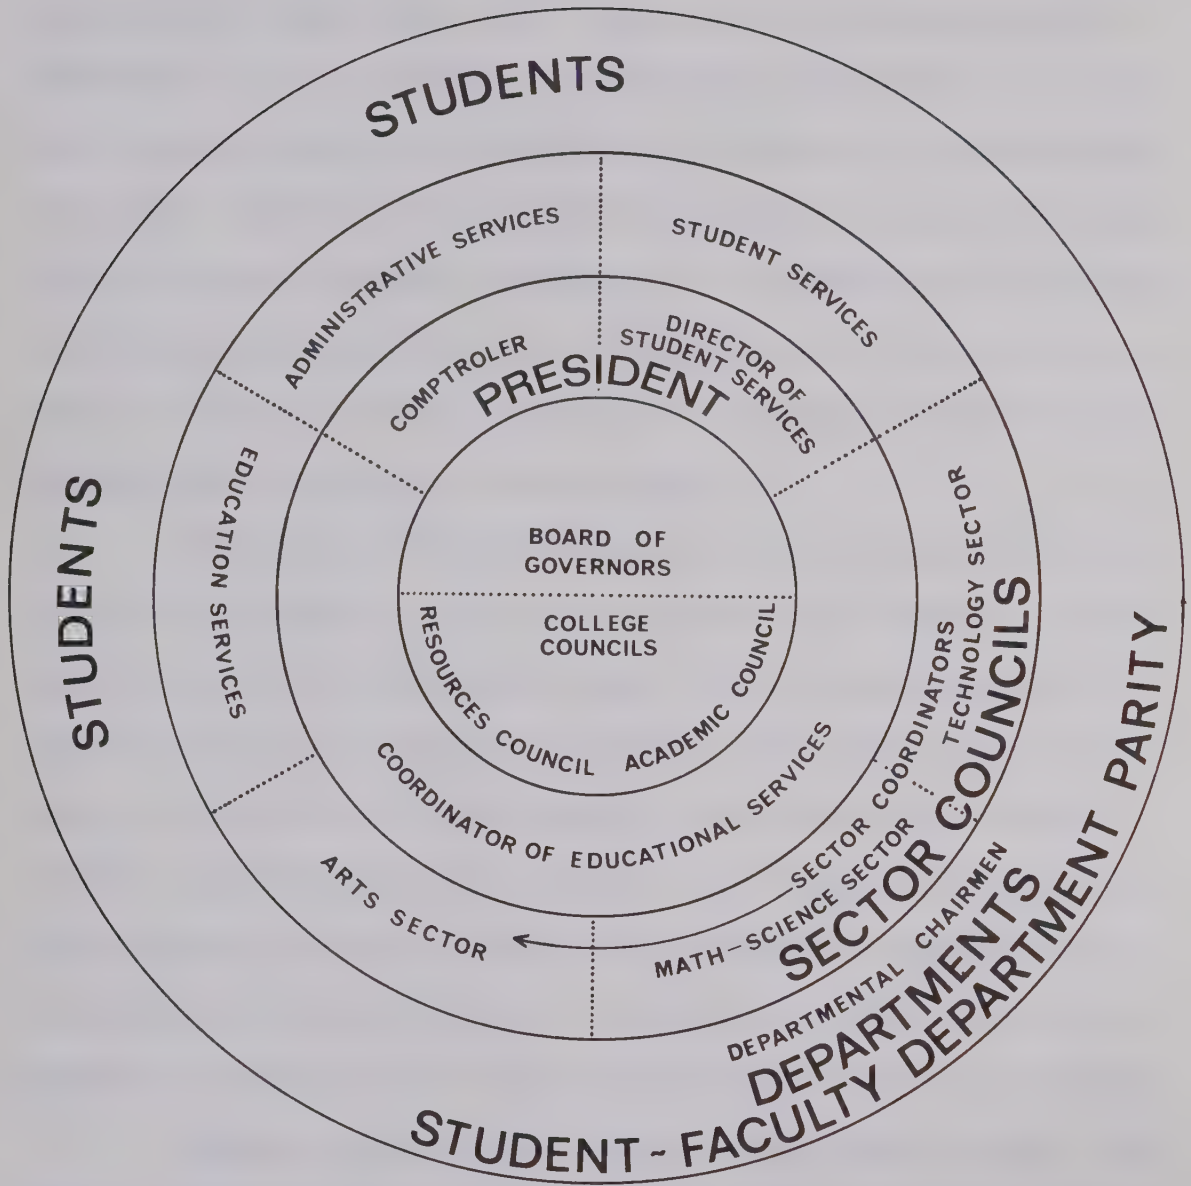 STUDENTS
ADMINISTRATIVE SERVICES
STUDENT SERVICES
COMPTROLER
DIRECTOR OF
STUDENT SERVICES
PRESIDENT
EDUCATION SERVICES
STUDENTS
BOARD OF
GOVERNORS
COLLEGE
COUNCILS
RESOURCES COUNCIL
ACADEMIC COUNCIL
COORDINATOR OF EDUCATIONAL SERVICES
SECTOR COORDINATORS
TECHNOLOGY SECTOR
MATH-SCIENCE SECTOR
ARTS SECTOR
SECTOR COUNCILS
DEPARTMENTAL CHAIRMEN
DEPARTMENTS
STUDENT - FACULTY DEPARTMENT PARITY